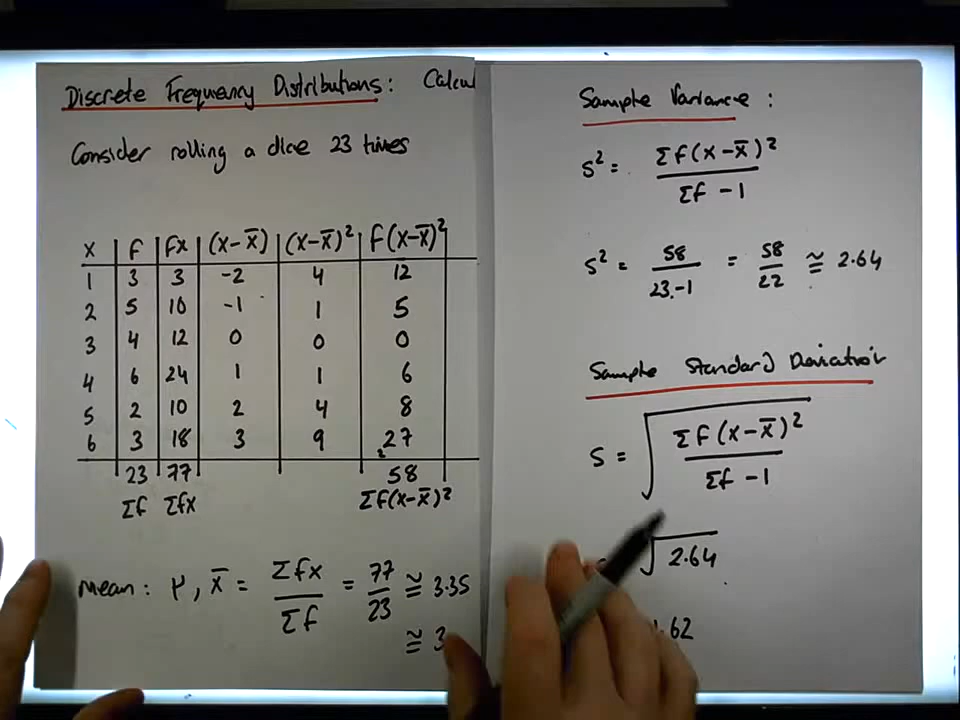 Discrete Frequency Distributions:
Consider rolling a dice 23 times
x | f | fx | (x-x̄) | (x-x̄)² | f(x-x̄)²
1 | 3 | 3 | -2 | 4 | 12
2 | 5 | 10 | -1 | 1 | 5
3 | 4 | 12 | 0 | 0 | 0
4 | 6 | 24 | 1 | 1 | 6
5 | 2 | 10 | 2 | 4 | 8
6 | 3 | 18 | 3 | 9 | 27
23 | 77 | 58
Σf Σfx Σf(x-x̄)²
Mean: μ, x̄ = Σfx / Σf = 77/23 ≅ 3.35
≅ 3
Sample Variance:
s² = Σf(x-x̄)² / Σf - 1
s² = 58 / 23-1 = 58/22 ≅ 2.64
Sample Standard Deviation
s = √(Σf(x-x̄)² / Σf - 1)
√2.64
.62